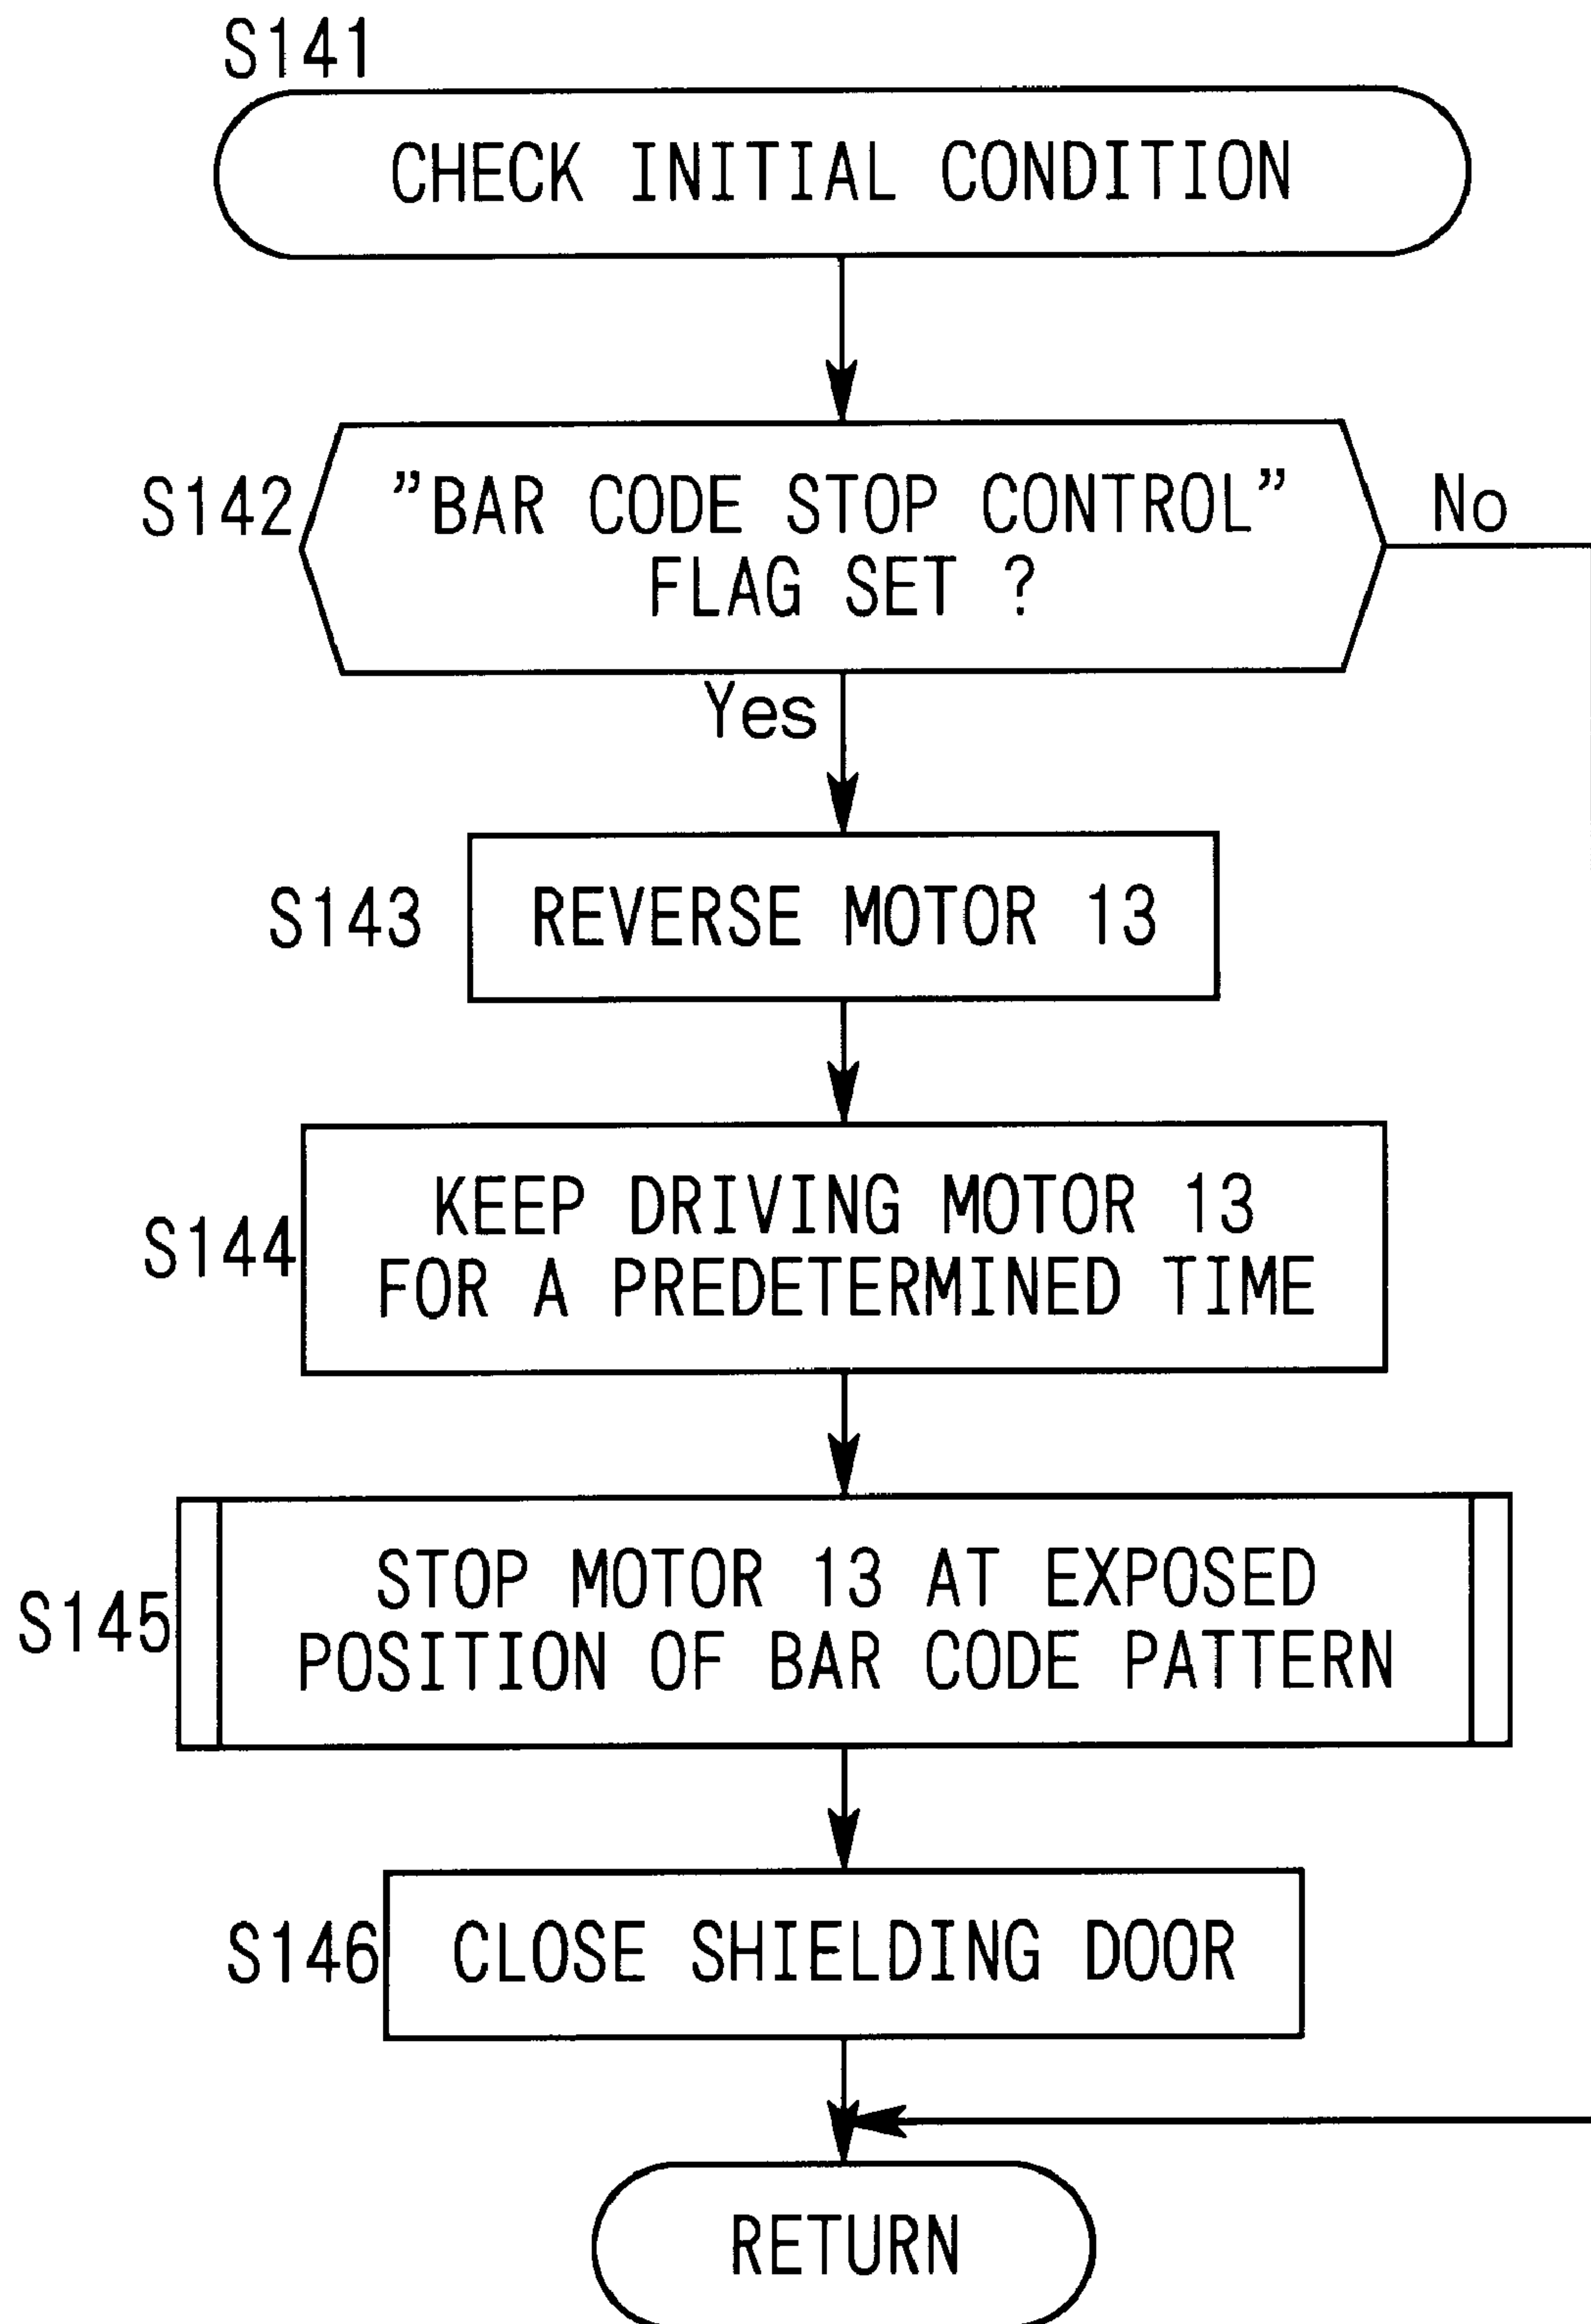 S141
CHECK INITIAL CONDITION
S142
"BAR CODE STOP CONTROL"
FLAG SET ?
No
Yes
S143
REVERSE MOTOR 13
S144
KEEP DRIVING MOTOR 13
FOR A PREDETERMINED TIME
S145
STOP MOTOR 13 AT EXPOSED
POSITION OF BAR CODE PATTERN
S146
CLOSE SHIELDING DOOR
RETURN